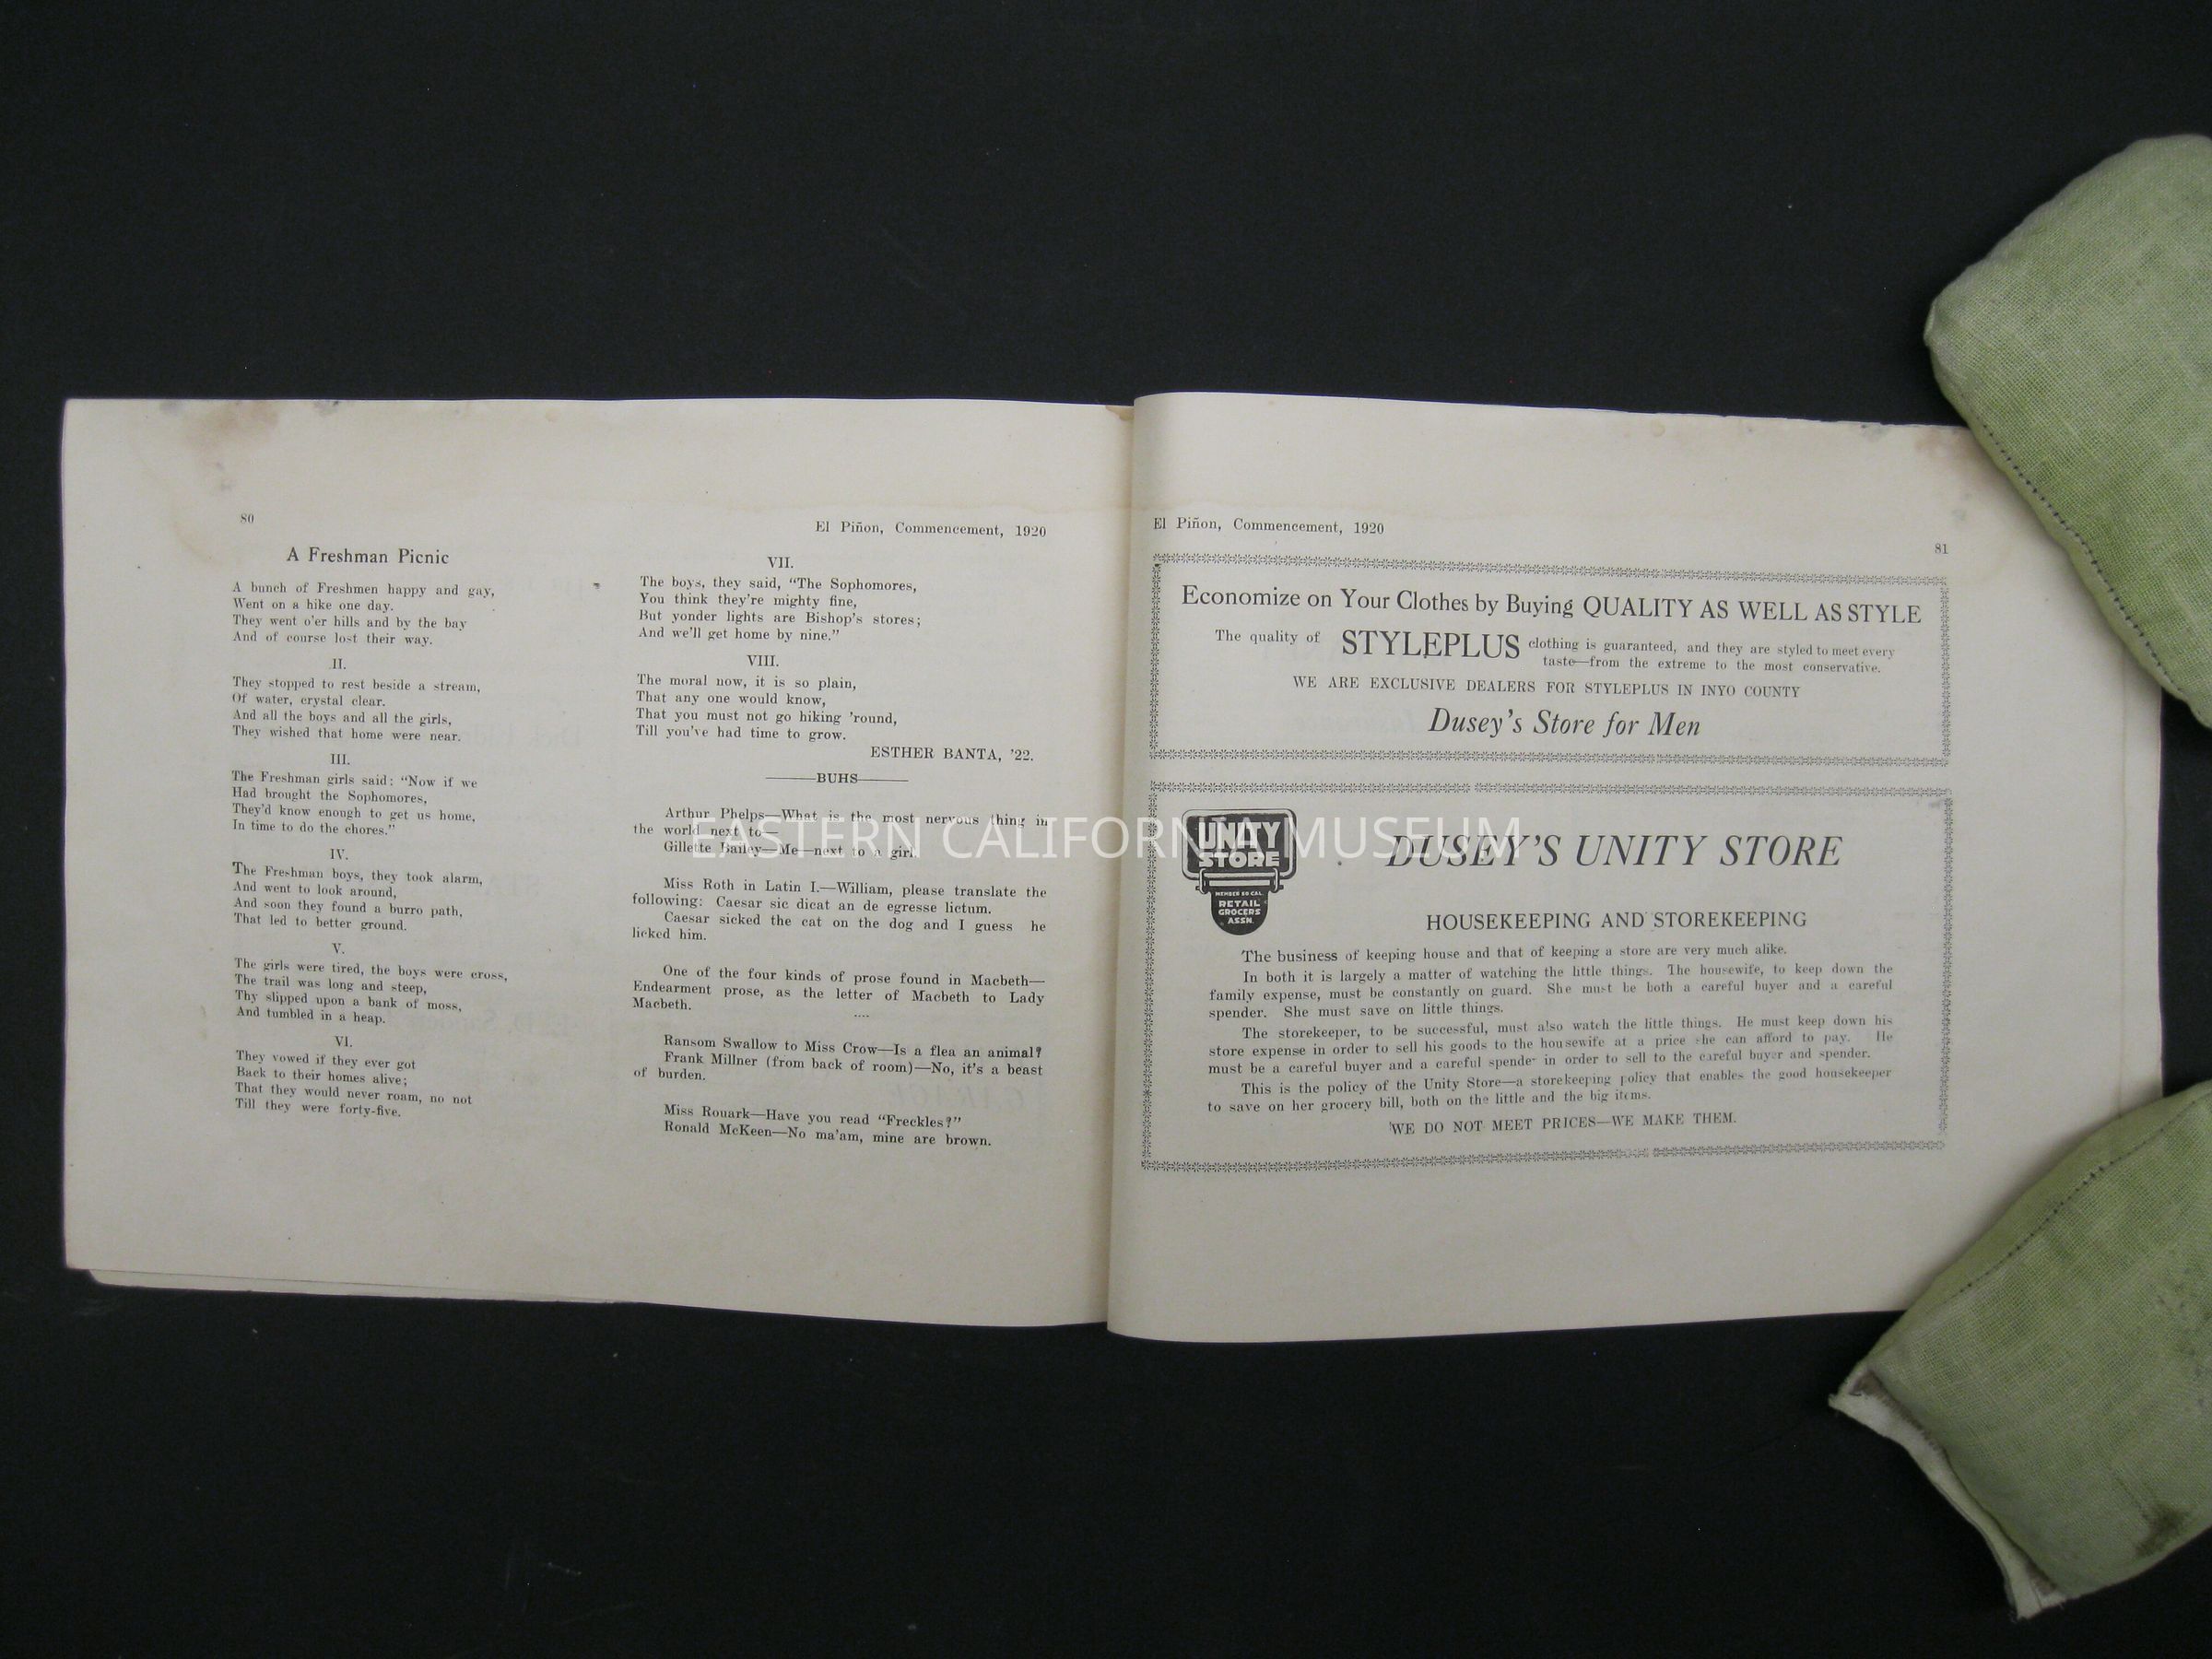 80
El Piñon, Commencement, 1920
A Freshman Picnic
A bunch of Freshmen happy and gay,
Went on a hike one day.
They went o'er hills and by the bay
And of course lost their way.
II.
They stopped to rest beside a stream,
Of water, crystal clear.
And all the boys and all the girls,
They wished that home were near.
III.
The Freshman girls said: "Now if we
Had brought the Sophomores,
They'd know enough to get us home,
In time to do the chores."
IV.
The Freshman boys, they took alarm,
And went to look around,
And soon they found a burro path,
That led to better ground.
V.
The girls were tired, the boys were cross,
The trail was long and steep,
Thy slipped upon a bank of moss,
And tumbled in a heap.
VI.
They vowed if they ever got
Back to their homes alive;
That they would never roam, no not
Till they were forty-five.
VII.
The boys, they said, "The Sophomores,
You think they're mighty fine,
But yonder lights are Bishop's stores;
And we'll get home by nine."
VIII.
The moral now, it is so plain,
That any one would know,
That you must not go hiking 'round,
Till you've had time to grow.
ESTHER BANTA, '22.
———BUHS———
Arthur Phelps—What is the most nervous thing in
the world next to—
Gillette Bailey—Me—next to a girl.
Miss Roth in Latin I.—William, please translate the
following: Caesar sic dicat an de egresse lictum.
Caesar sicked the cat on the dog and I guess he
licked him.
One of the four kinds of prose found in Macbeth—
Endearment prose, as the letter of Macbeth to Lady
Macbeth.
....
Ransom Swallow to Miss Crow—Is a flea an animal?
Frank Millner (from back of room)—No, it's a beast
of burden.
Miss Rouark—Have you read "Freckles?"
Ronald McKeen—No ma'am, mine are brown.
EASTERN CALIFORNIA MUSEUM
El Piñon, Commencement, 1920
81
Economize on Your Clothes by Buying QUALITY AS WELL AS STYLE
The quality of STYLEPLUS clothing is guaranteed, and they are styled to meet every
taste—from the extreme to the most conservative.
WE ARE EXCLUSIVE DEALERS FOR STYLEPLUS IN INYO COUNTY
Dusey's Store for Men
UNITY
STORE
MEMBER SO CAL.
RETAIL
GROCERS
ASSN.
DUSEY'S UNITY STORE
HOUSEKEEPING AND STOREKEEPING
The business of keeping house and that of keeping a store are very much alike.
In both it is largely a matter of watching the little things. The housewife, to keep down the
family expense, must be constantly on guard. She must be both a careful buyer and a careful
spender. She must save on little things.
The storekeeper, to be successful, must also watch the little things. He must keep down his
store expense in order to sell his goods to the housewife at a price she can afford to pay. He
must be a careful buyer and a careful spender in order to sell to the careful buyer and spender.
This is the policy of the Unity Store—a storekeeping policy that enables the good housekeeper
to save on her grocery bill, both on the little and the big items.
WE DO NOT MEET PRICES—WE MAKE THEM.